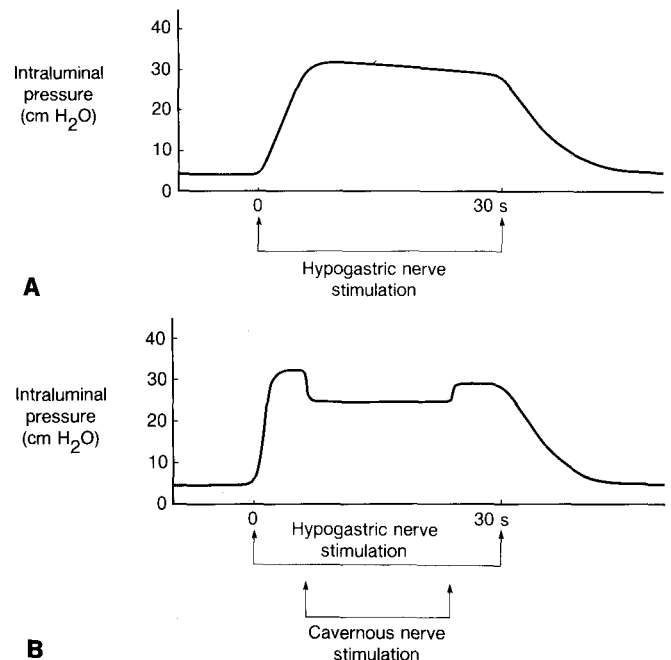 40
Intraluminal
pressure
(cm H₂O)
30
20
10
0
0
30 s
Hypogastric nerve
stimulation
A
40
Intraluminal
pressure
(cm H₂O)
30
20
10
0
0
30 s
Hypogastric nerve
stimulation
Cavernous nerve
stimulation
B